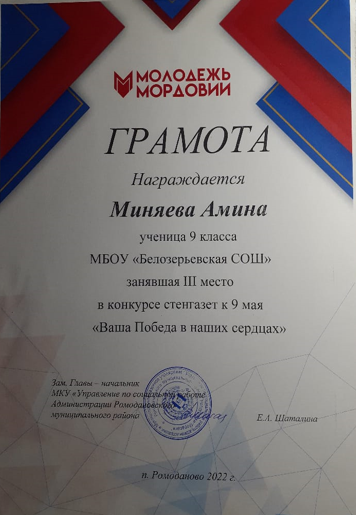 МОЛОДЕЖЬ
МОРДОВИИ
ГРАМОТА
Награждается
Миняева Амина
ученица 9 класса
МБОУ «Белозерьевская СОШ»
занявшая III место
в конкурсе стенгазет к 9 мая
«Ваша Победа в наших сердцах»
Зам. Главы – начальник
МКУ «Управление по социальной работе
Администрации Ромодановского
муниципального района
Е.А. Шаталина
п. Ромоданово 2022 г.